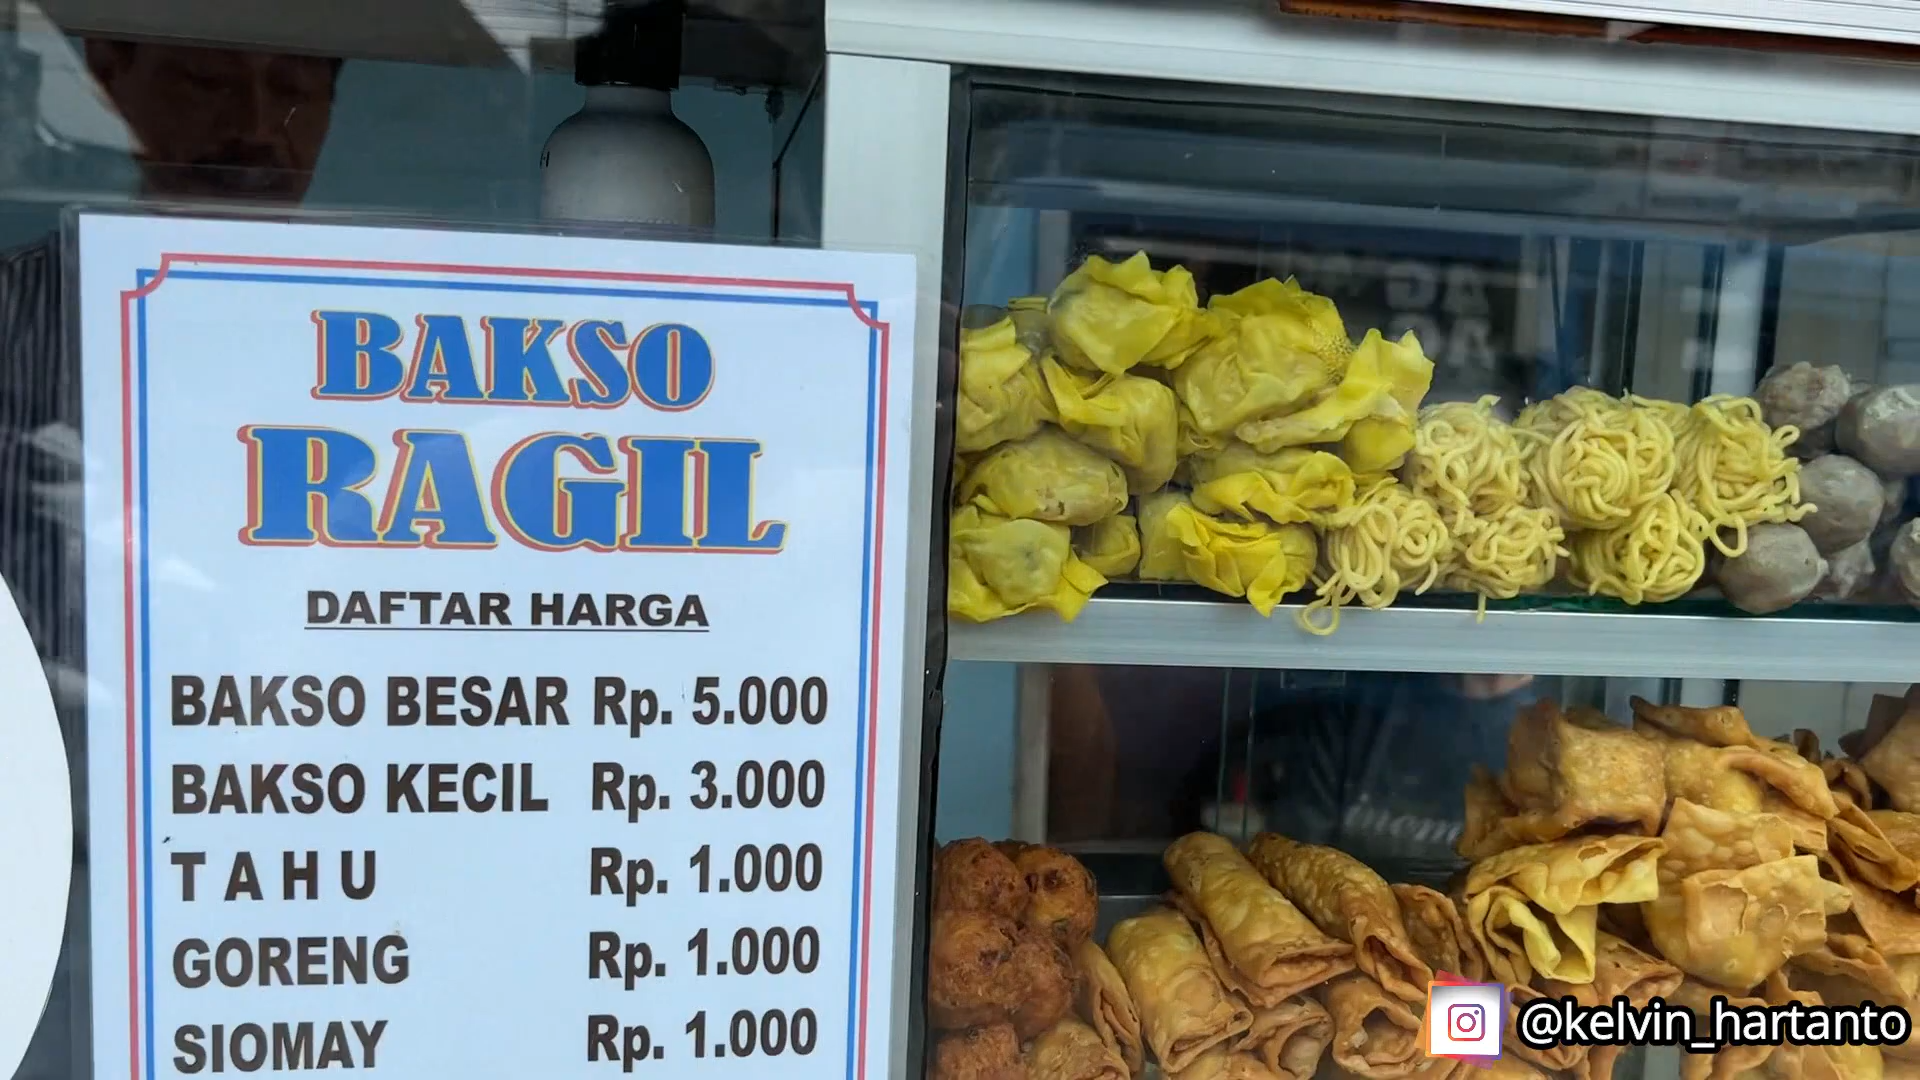 BAKSO
RAGIL
DAFTAR HARGA
BAKSO BESAR Rp. 5.000
BAKSO KECIL Rp. 3.000
T A H U Rp. 1.000
GORENG Rp. 1.000
SIOMAY Rp. 1.000
@kelvin_hartanto